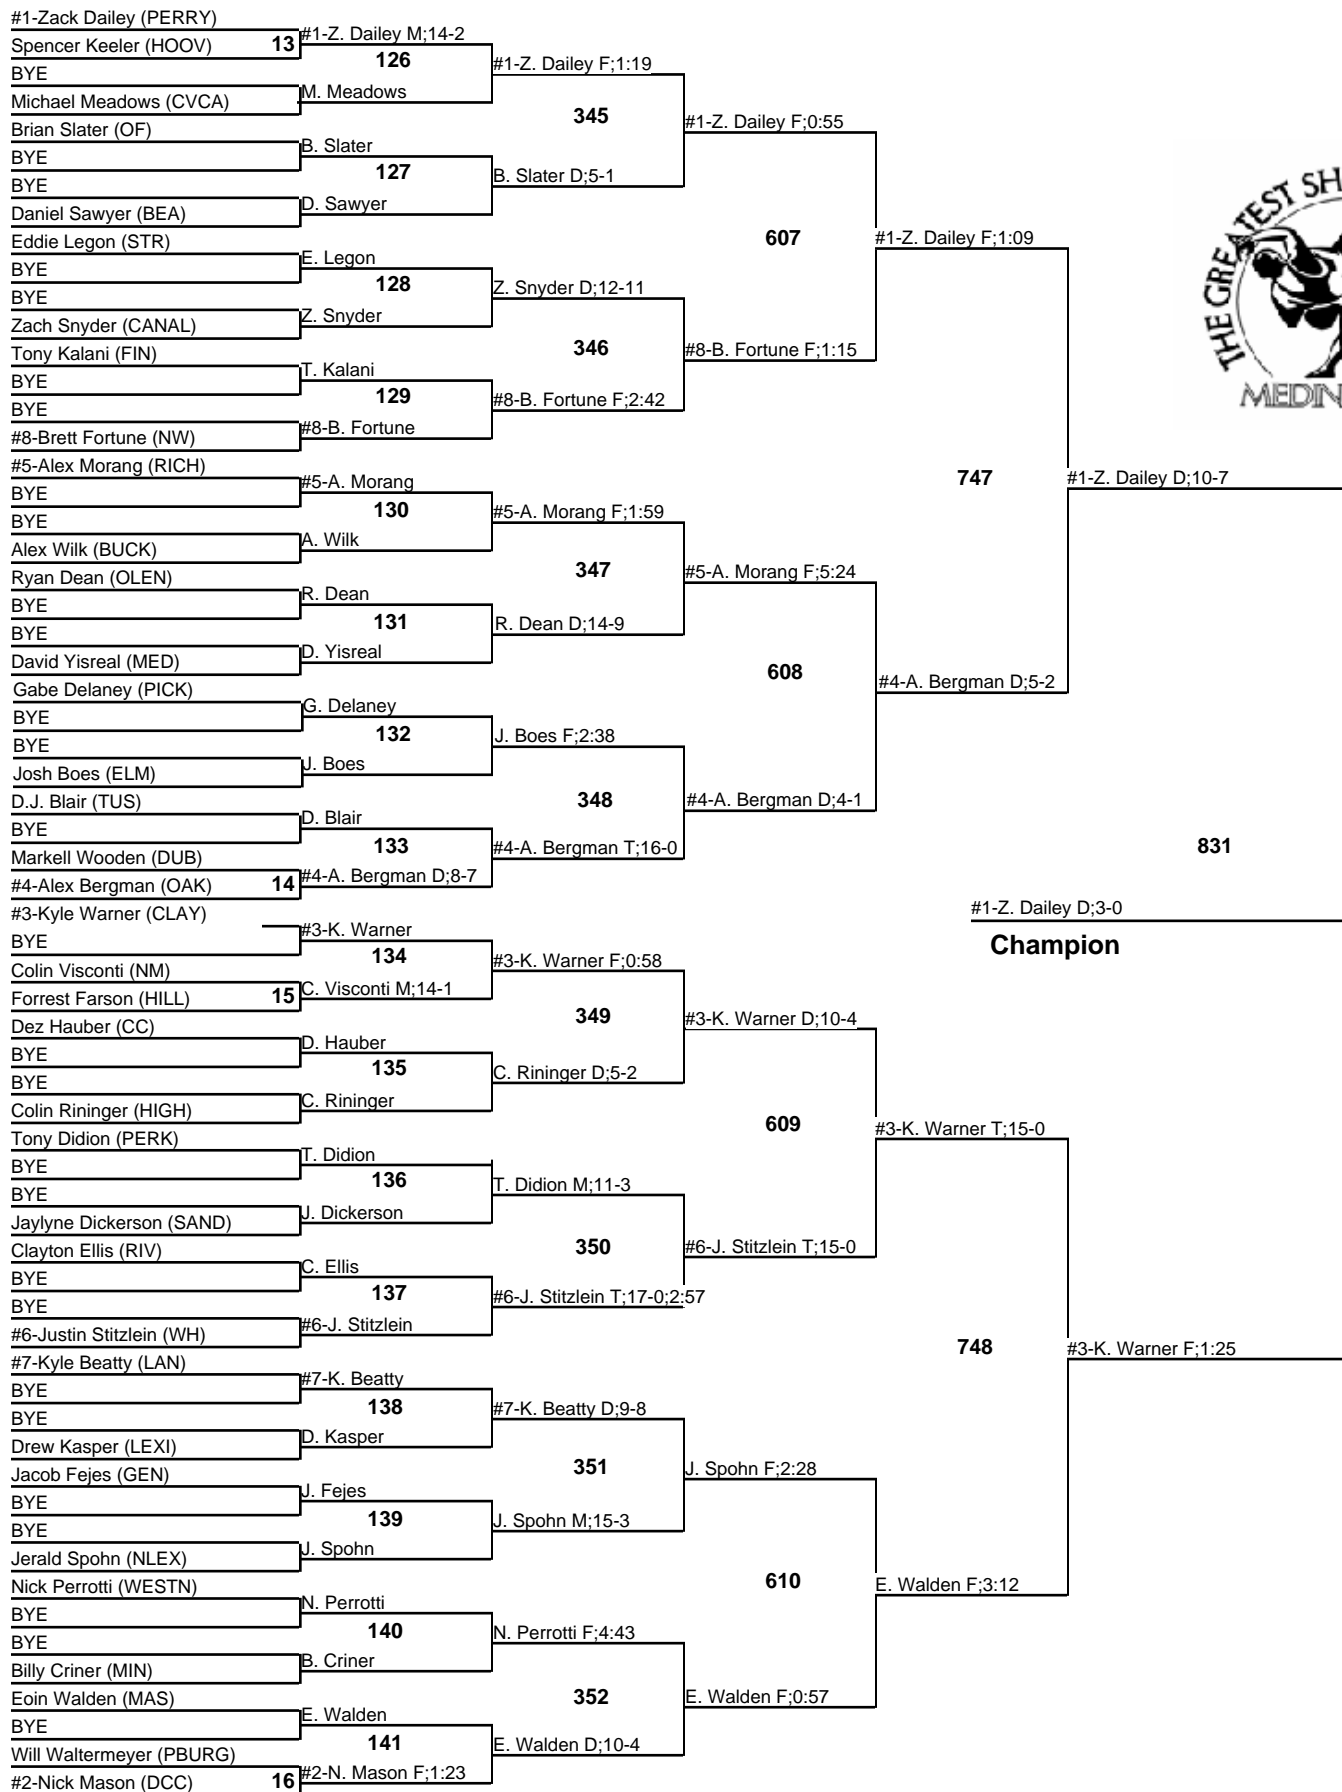 #1-Zack Dailey (PERRY)
Spencer Keeler (HOOV) 13
BYE
Michael Meadows (CVCA)
Brian Slater (OF)
BYE
BYE
Daniel Sawyer (BEA)
Eddie Legon (STR)
BYE
BYE
Zach Snyder (CANAL)
Tony Kalani (FIN)
BYE
BYE
#8-Brett Fortune (NW)
#5-Alex Morang (RICH)
BYE
BYE
Alex Wilk (BUCK)
Ryan Dean (OLEN)
BYE
BYE
David Yisreal (MED)
Gabe Delaney (PICK)
BYE
BYE
Josh Boes (ELM)
D.J. Blair (TUS)
BYE
Markell Wooden (DUB)
#4-Alex Bergman (OAK) 14
#3-Kyle Warner (CLAY)
BYE
Colin Visconti (NM)
Forrest Farson (HILL) 15
Dez Hauber (CC)
BYE
BYE
Colin Rininger (HIGH)
Tony Didion (PERK)
BYE
BYE
Jaylyne Dickerson (SAND)
Clayton Ellis (RIV)
BYE
BYE
#6-Justin Stitzlein (WH)
#7-Kyle Beatty (LAN)
BYE
BYE
Drew Kasper (LEXI)
Jacob Fejes (GEN)
BYE
BYE
Jerald Spohn (NLEX)
Nick Perrotti (WESTN)
BYE
BYE
Billy Criner (MIN)
Eoin Walden (MAS)
BYE
Will Waltermeyer (PBURG)
#2-Nick Mason (DCC) 16
#1-Z. Dailey M;14-2
126
M. Meadows
B. Slater
127
D. Sawyer
E. Legon
128
Z. Snyder
T. Kalani
129
#8-B. Fortune
#5-A. Morang
130
A. Wilk
R. Dean
131
D. Yisreal
G. Delaney
132
J. Boes
D. Blair
133
#4-A. Bergman D;8-7
#3-K. Warner
134
C. Visconti M;14-1
D. Hauber
135
C. Rininger
T. Didion
136
J. Dickerson
C. Ellis
137
#6-J. Stitzlein
#7-K. Beatty
138
D. Kasper
J. Fejes
139
J. Spohn
N. Perrotti
140
B. Criner
E. Walden
141
#2-N. Mason F;1:23
#1-Z. Dailey F;1:19
345
B. Slater D;5-1
Z. Snyder D;12-11
346
#8-B. Fortune F;2:42
#5-A. Morang F;1:59
347
R. Dean D;14-9
J. Boes F;2:38
348
#4-A. Bergman T;16-0
#3-K. Warner F;0:58
349
C. Rininger D;5-2
T. Didion M;11-3
350
#6-J. Stitzlein T;17-0;2:57
#7-K. Beatty D;9-8
351
J. Spohn M;15-3
N. Perrotti F;4:43
352
E. Walden D;10-4
#1-Z. Dailey F;0:55
607
#8-B. Fortune F;1:15
#5-A. Morang F;5:24
608
#4-A. Bergman D;4-1
#3-K. Warner D;10-4
609
#6-J. Stitzlein T;15-0
J. Spohn F;2:28
610
E. Walden F;0:57
#1-Z. Dailey F;1:09
747
#4-A. Bergman D;5-2
#3-K. Warner T;15-0
748
E. Walden F;3:12
#1-Z. Dailey D;10-7
831
#3-K. Warner F;1:25
#1-Z. Dailey D;3-0
Champion
THE GREATEST SH
MEDIN